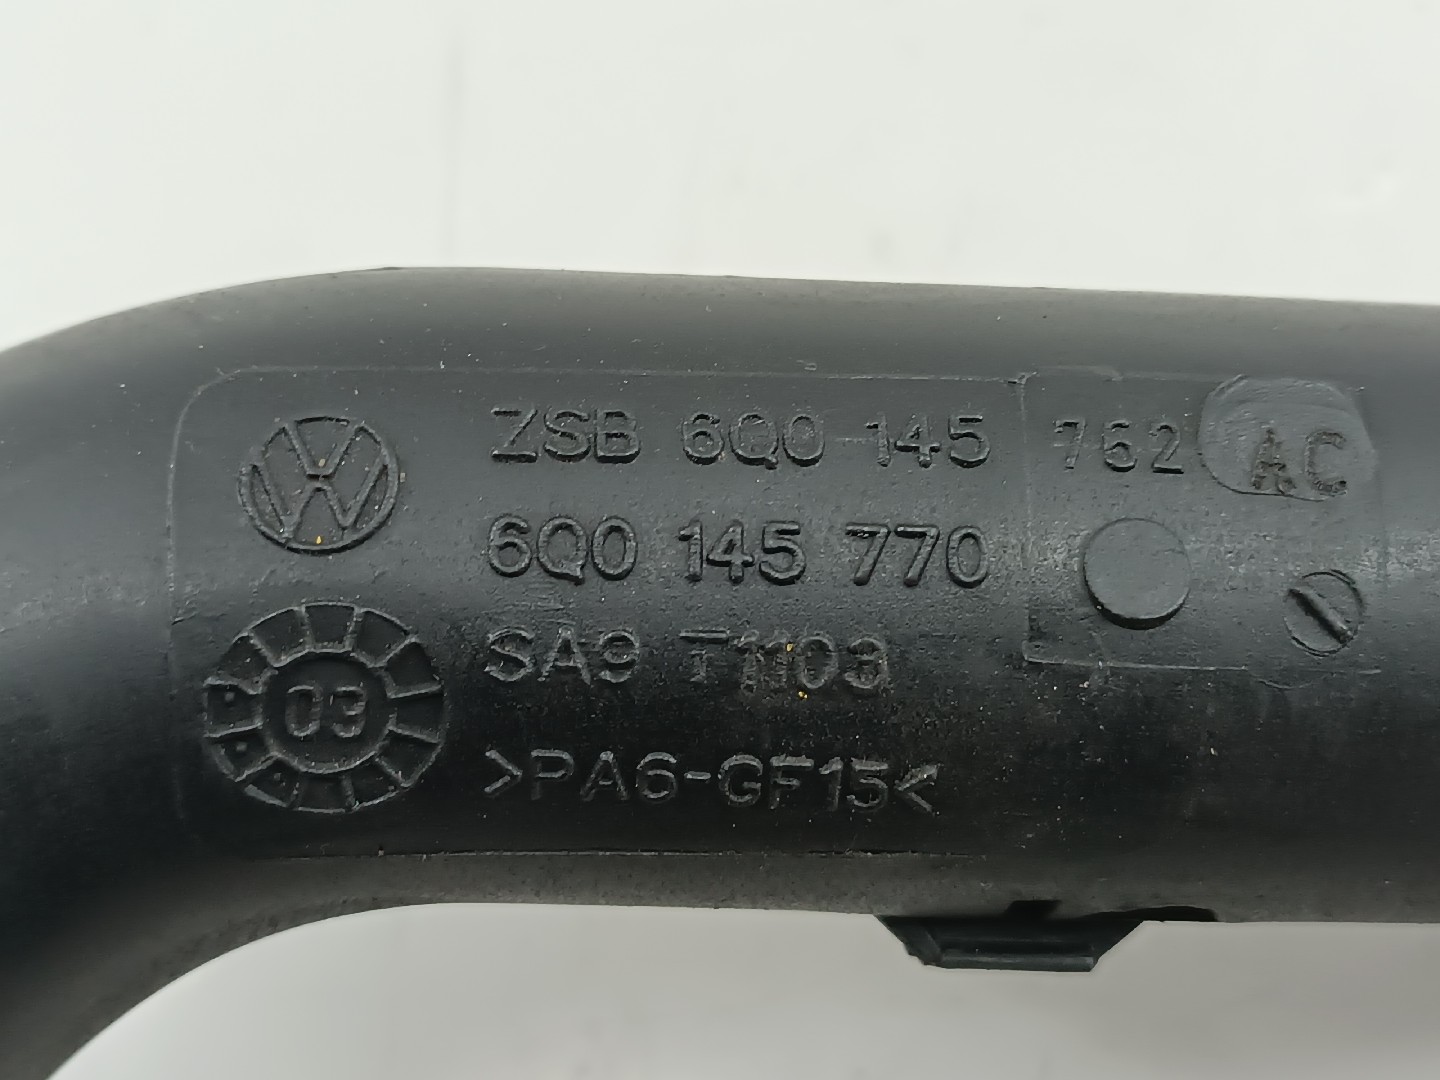 ZSB 6Q0 145 762 AC
6Q0 145 770
SA9 T1103
>PA6-GF15<
03